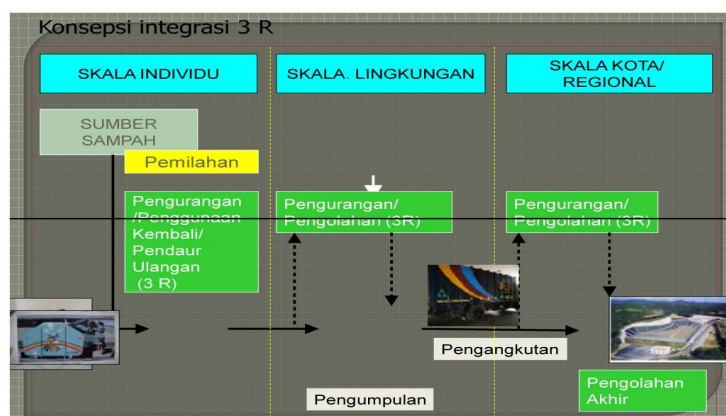 Konsepsi integrasi 3 R
SKALA INDIVIDU
SKALA. LINGKUNGAN
SKALA KOTA/
REGIONAL
SUMBER
SAMPAH
Pemilahan
Pengurangan
/Penggunaan
Kembali/
Pendaur
Ulangan
(3 R)
Pengurangan/
Pengolahan (3R)
Pengurangan/
Pengolahan (3R)
Pengangkutan
Pengumpulan
Pengolahan
Akhir